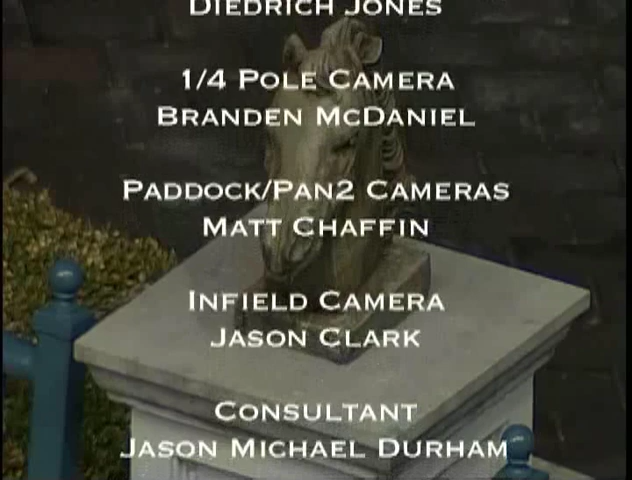 DIEDRICH JONES
1/4 POLE CAMERA
BRANDEN MCDANIEL
PADDOCK/PAN2 CAMERAS
MATT CHAFFIN
INFIELD CAMERA
JASON CLARK
CONSULTANT
JASON MICHAEL DURHAM